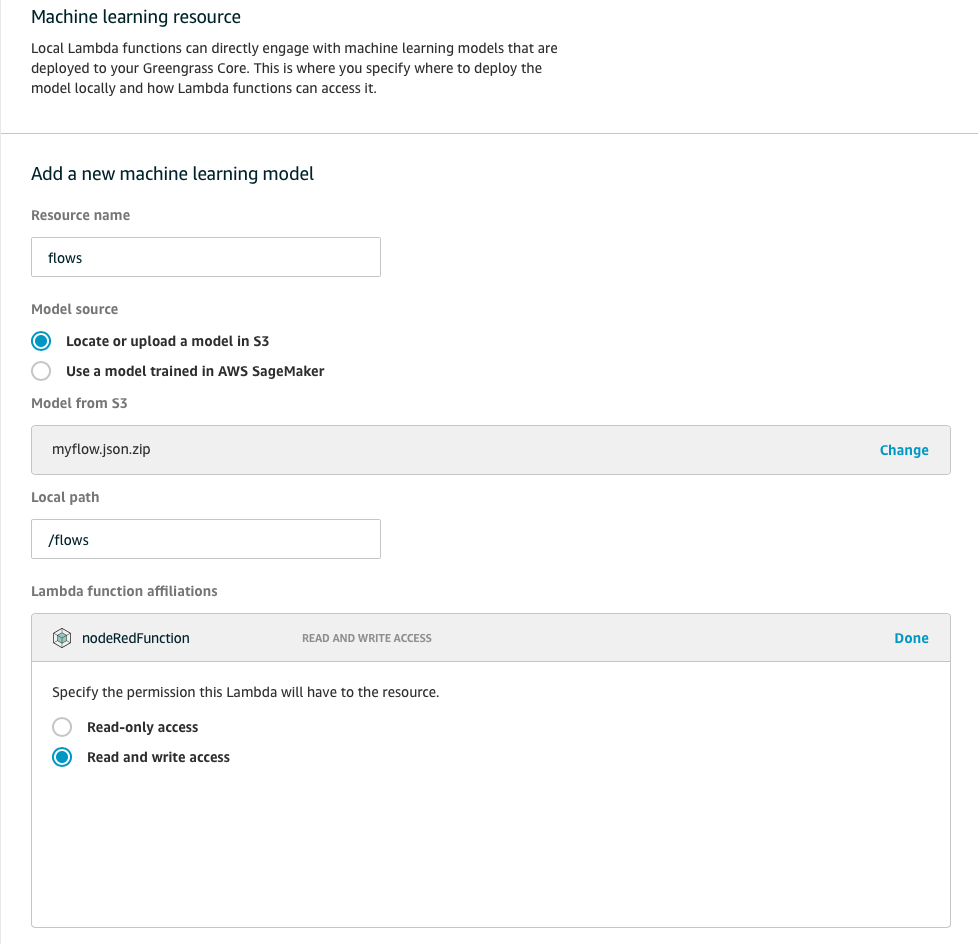 Machine learning resource
Local Lambda functions can directly engage with machine learning models that are
deployed to your Greengrass Core. This is where you specify where to deploy the
model locally and how Lambda functions can access it.
Add a new machine learning model
Resource name
flows
Model source
Locate or upload a model in S3
Use a model trained in AWS SageMaker
Model from S3
myflow.json.zip
Change
Local path
/flows
Lambda function affiliations
nodeRedFunction
READ AND WRITE ACCESS
Done
Specify the permission this Lambda will have to the resource.
Read-only access
Read and write access